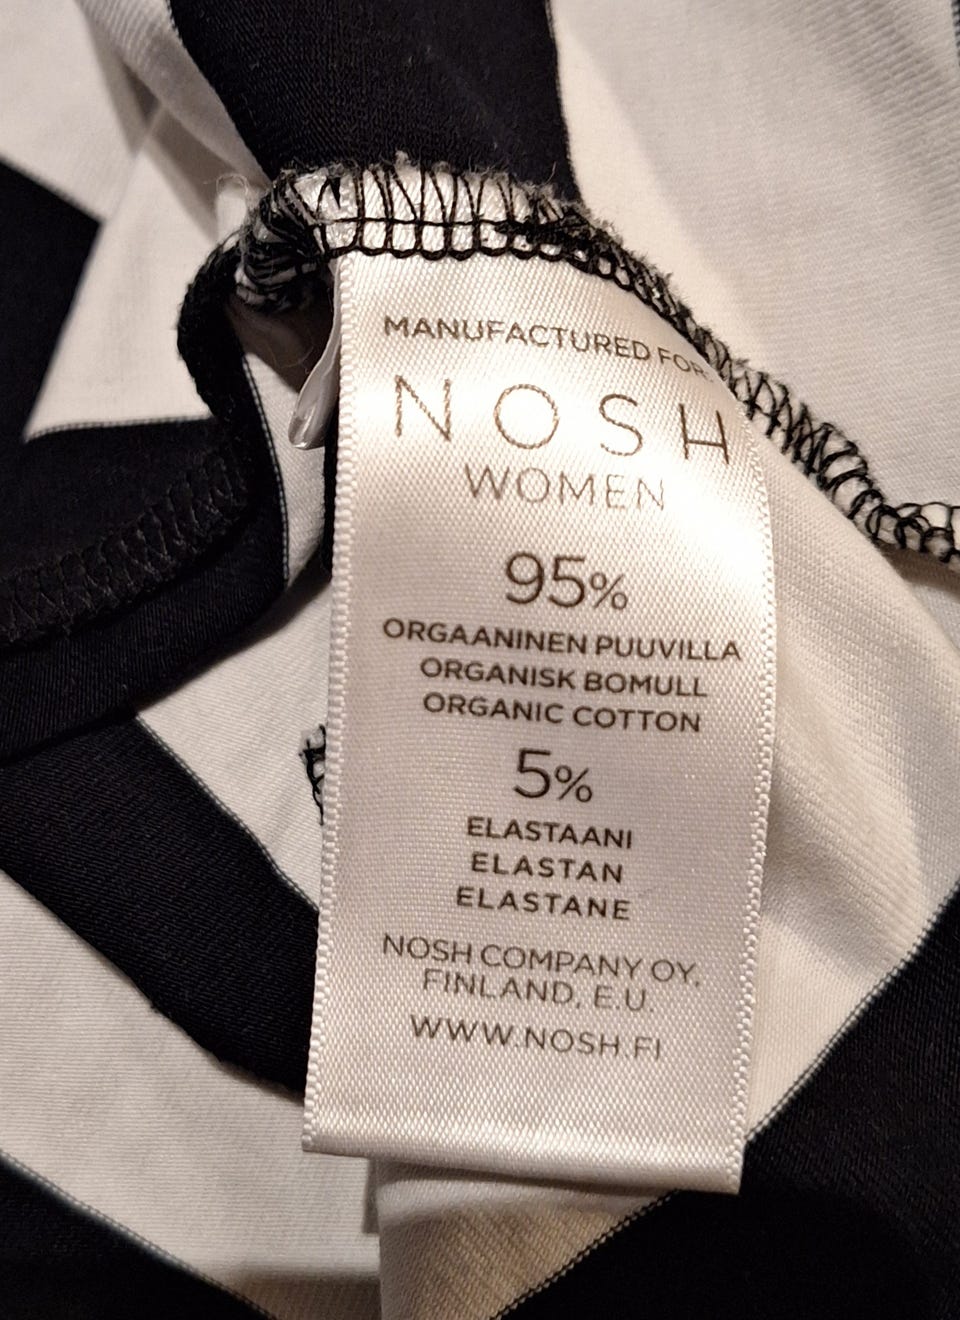 MANUFACTURED FOR:
NOSH
WOMEN
95%
ORGAANINEN PUUVILLA
ORGANISK BOMULL
ORGANIC COTTON
5%
ELASTAANI
ELASTAN
ELASTANE
NOSH COMPANY OY,
FINLAND, E.U.
WWW.NOSH.FI